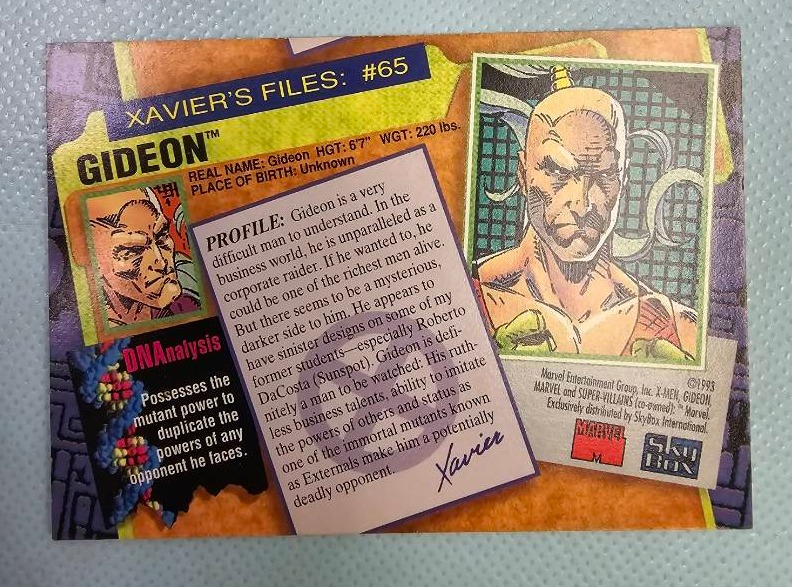 XAVIER'S FILES: #65
GIDEON™
REAL NAME: Gideon HGT: 6'7" WGT: 220 lbs.
PLACE OF BIRTH: Unknown
PROFILE: Gideon is a very
difficult man to understand. In the
business world, he is unparalleled as a
corporate raider. If he wanted to, he
could be one of the richest men alive.
But there seems to be a mysterious,
darker side to him. He appears to
have sinister designs on some of my
former students—especially Roberto
DaCosta (Sunspot). Gideon is defi-
nitely a man to be watched. His ruth-
less business talents, ability to imitate
the powers of others and status as
one of the immortal mutants known
as Externals make him a potentially
deadly opponent.
Xavier
DNAnalysis
Possesses the
mutant power to
duplicate the
powers of any
opponent he faces.
©1993
Marvel Entertainment Group, Inc. X-MEN, GIDEON,
MARVEL and SUPER-VILLAINS (co-owned): ™ Marvel.
Exclusively distributed by SkyBox International.
MARVEL
M
SKY
BOX